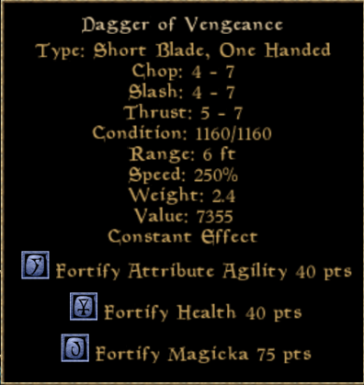 Dagger of Vengeance
Type: Short Blade, One Handed
Chop: 4 - 7
Slash: 4 - 7
Thrust: 5 - 7
Condition: 1160/1160
Range: 6 ft
Speed: 250%
Weight: 2.4
Value: 7355
Constant Effect
Fortify Attribute Agility 40 pts
Fortify Health 40 pts
Fortify Magicka 75 pts